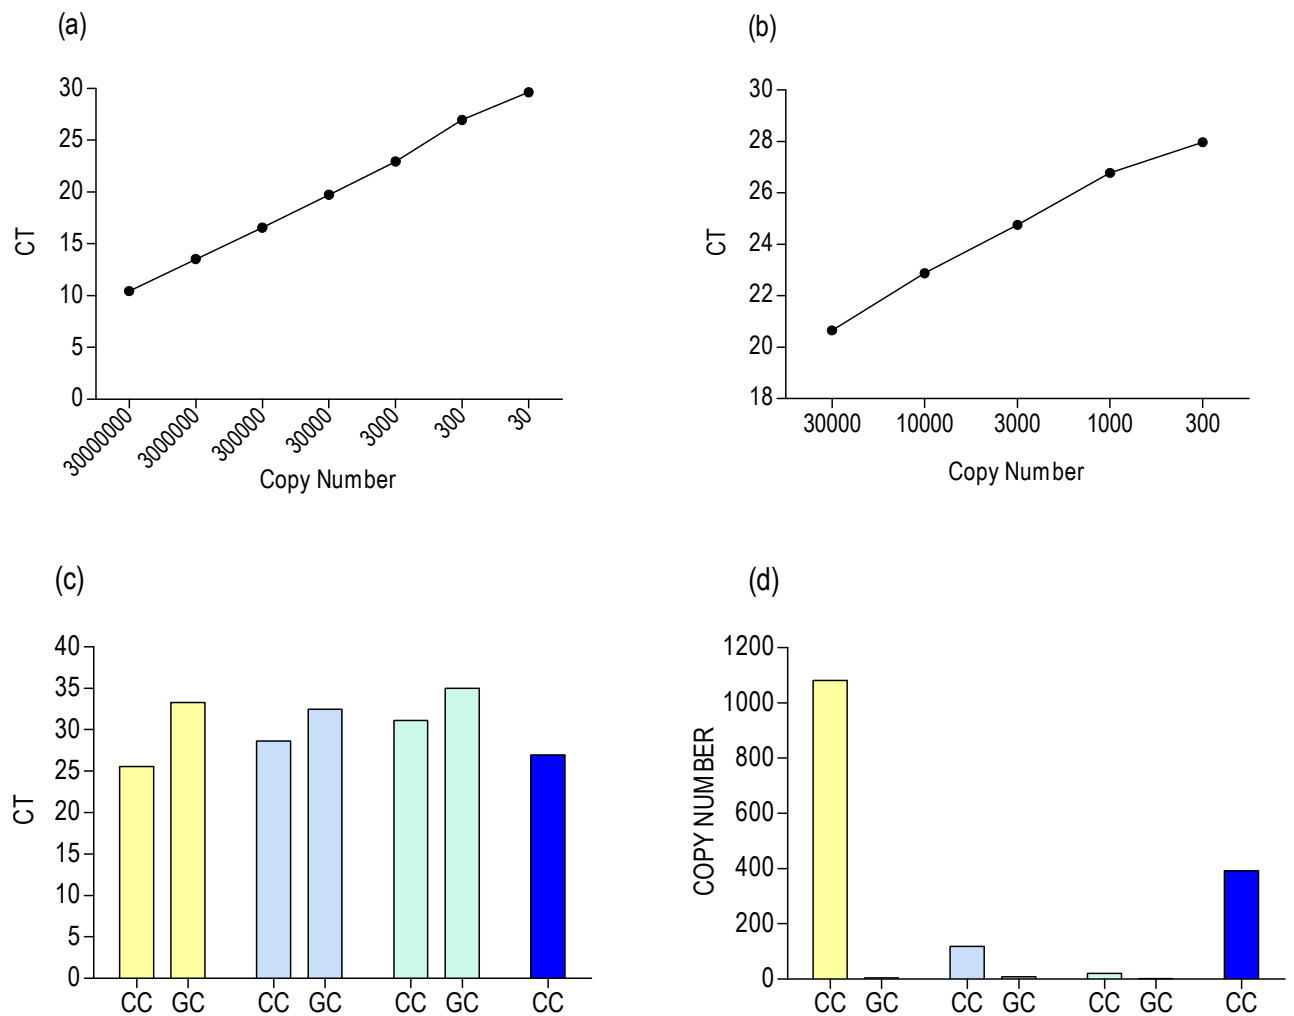 (a)
30
25
20
15
10
5
0
CT
30000000
3000000
300000
30000
3000
300
30
Copy Number
(b)
30
28
26
24
22
20
18
CT
30000
10000
3000
1000
300
Copy Number
(c)
40
35
30
25
20
15
10
5
0
CT
CC
GC
CC
GC
CC
GC
CC
(d)
1200
1000
800
600
400
200
0
COPY NUMBER
CC
GC
CC
GC
CC
GC
CC